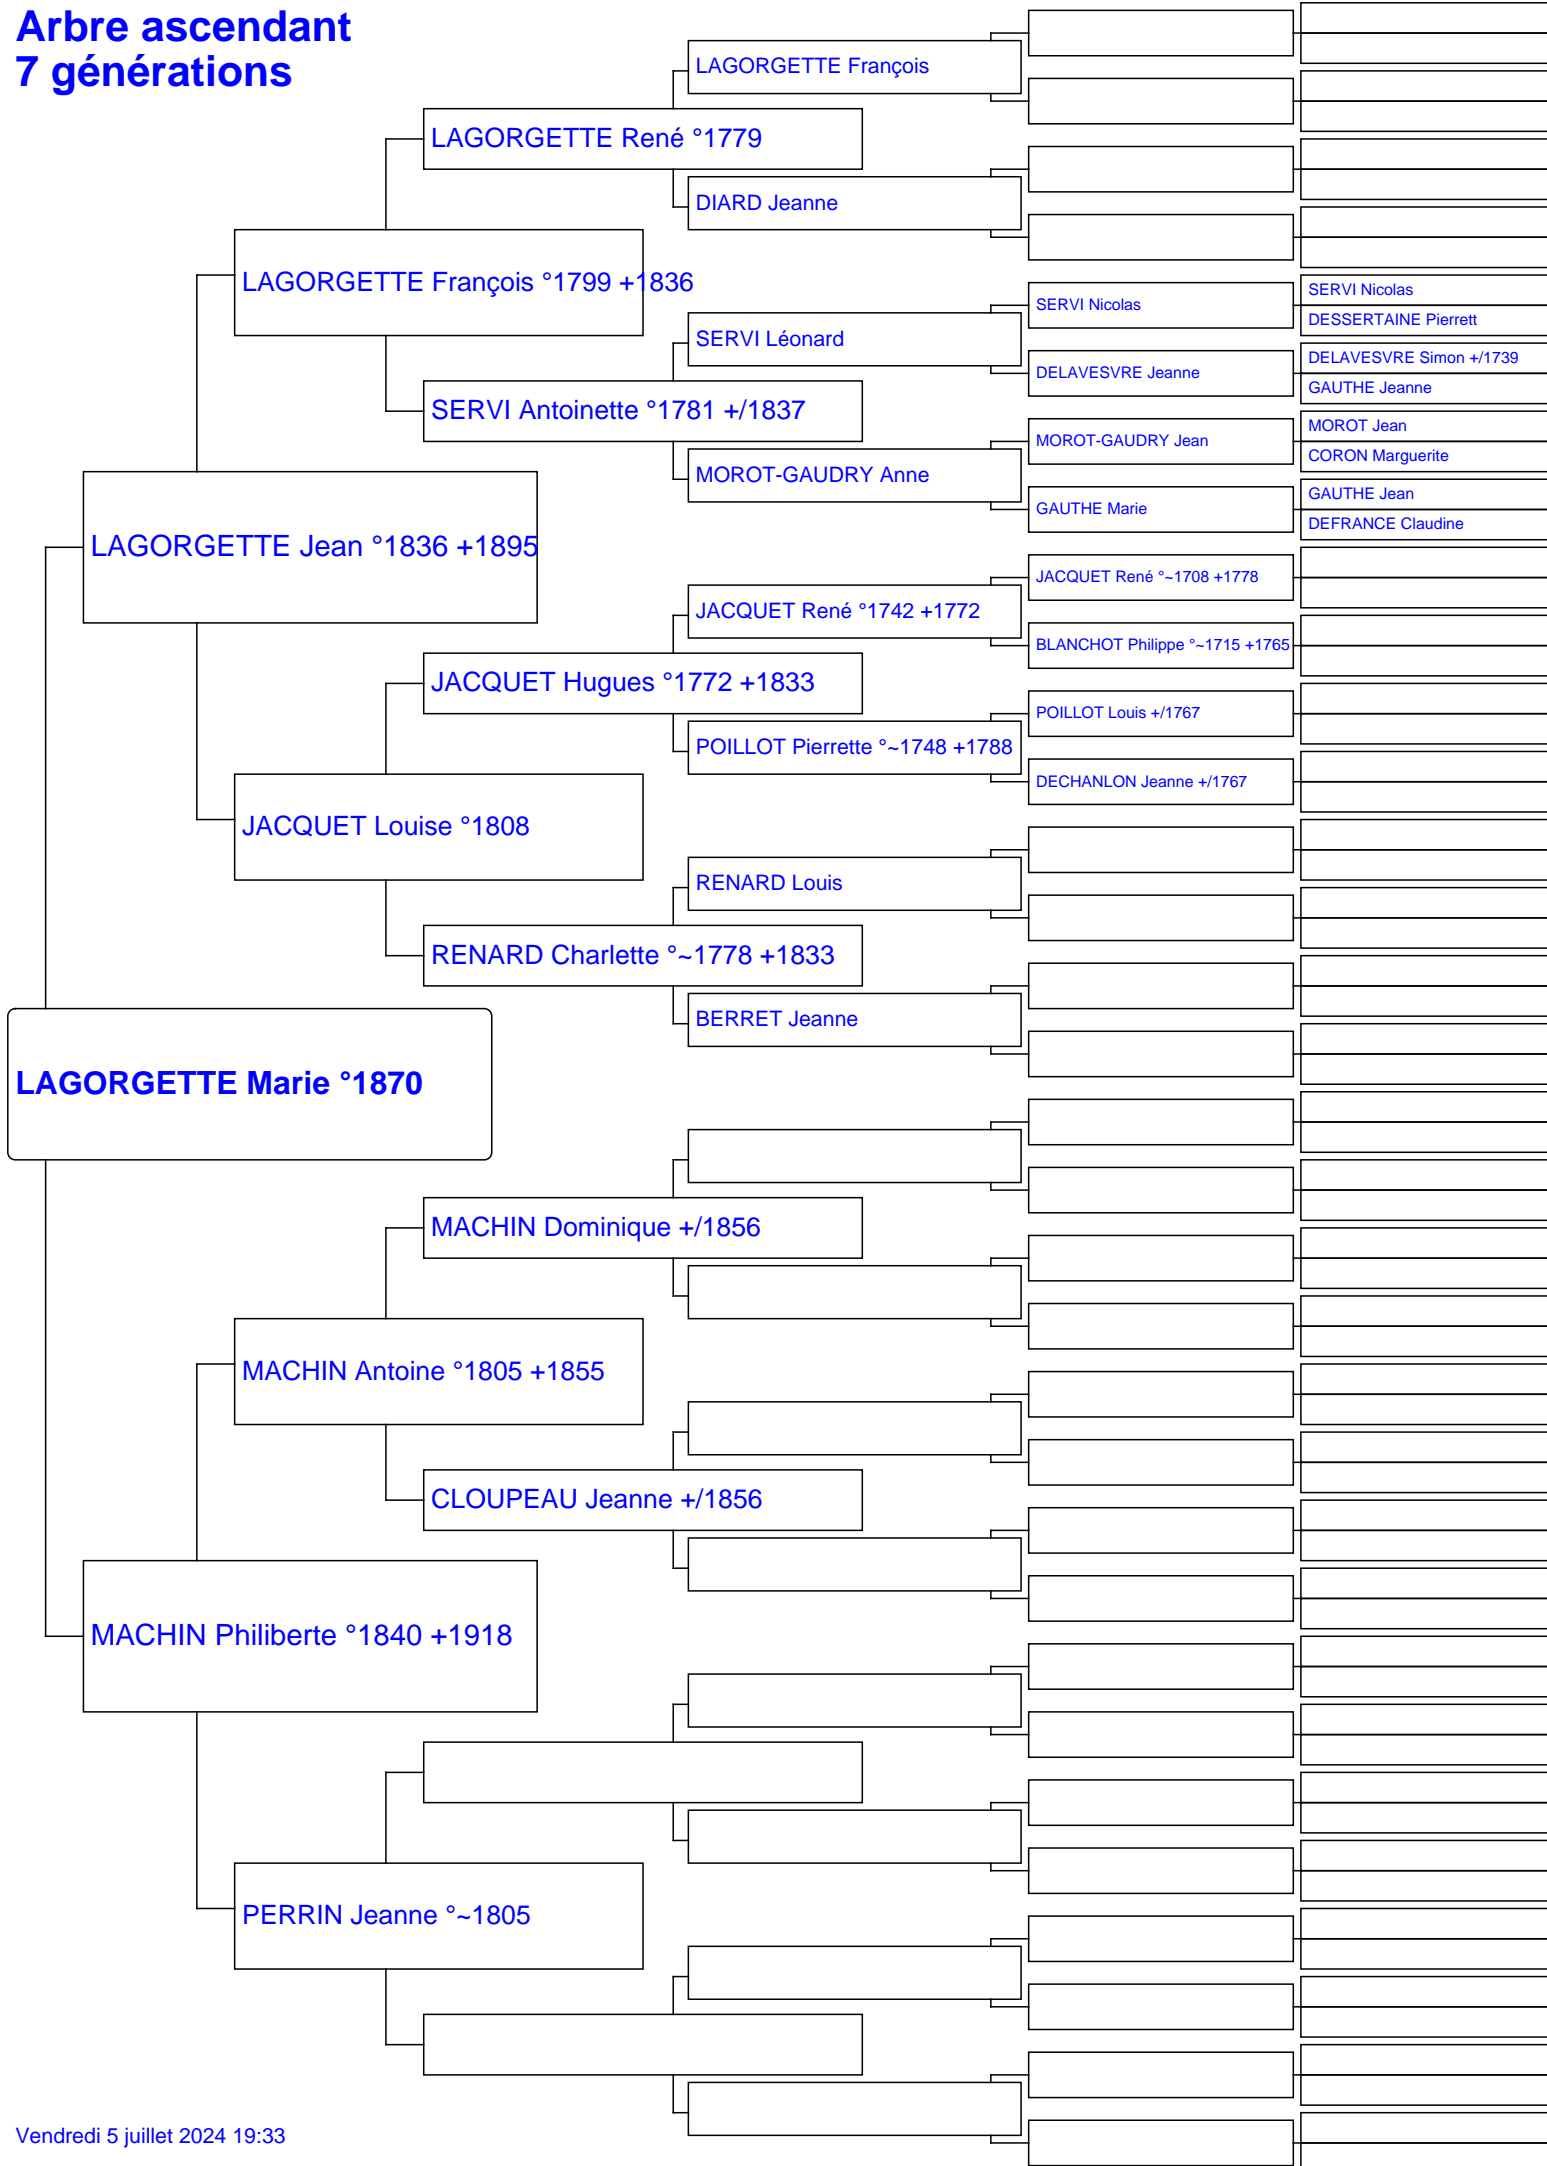 Arbre ascendant
7 générations
LAGORGETTE François
LAGORGETTE René °1779
DIARD Jeanne
LAGORGETTE François °1799 +1836
SERVI Nicolas
SERVI Nicolas
DESSERTAINE Pierrett
SERVI Léonard
DELAVESVRE Jeanne
DELAVESVRE Simon +/1739
GAUTHE Jeanne
SERVI Antoinette °1781 +/1837
MOROT-GAUDRY Jean
MOROT Jean
CORON Marguerite
MOROT-GAUDRY Anne
GAUTHE Marie
GAUTHE Jean
DEFRANCE Claudine
LAGORGETTE Jean °1836 +1895
JACQUET René °~1708 +1778
JACQUET René °1742 +1772
BLANCHOT Philippe °~1715 +1765
JACQUET Hugues °1772 +1833
POILLOT Louis +/1767
POILLOT Pierrette °~1748 +1788
DECHANLON Jeanne +/1767
JACQUET Louise °1808
RENARD Louis
RENARD Charlette °~1778 +1833
BERRET Jeanne
LAGORGETTE Marie °1870
MACHIN Dominique +/1856
MACHIN Antoine °1805 +1855
CLOUPEAU Jeanne +/1856
MACHIN Philiberte °1840 +1918
PERRIN Jeanne °~1805
Vendredi 5 juillet 2024 19:33